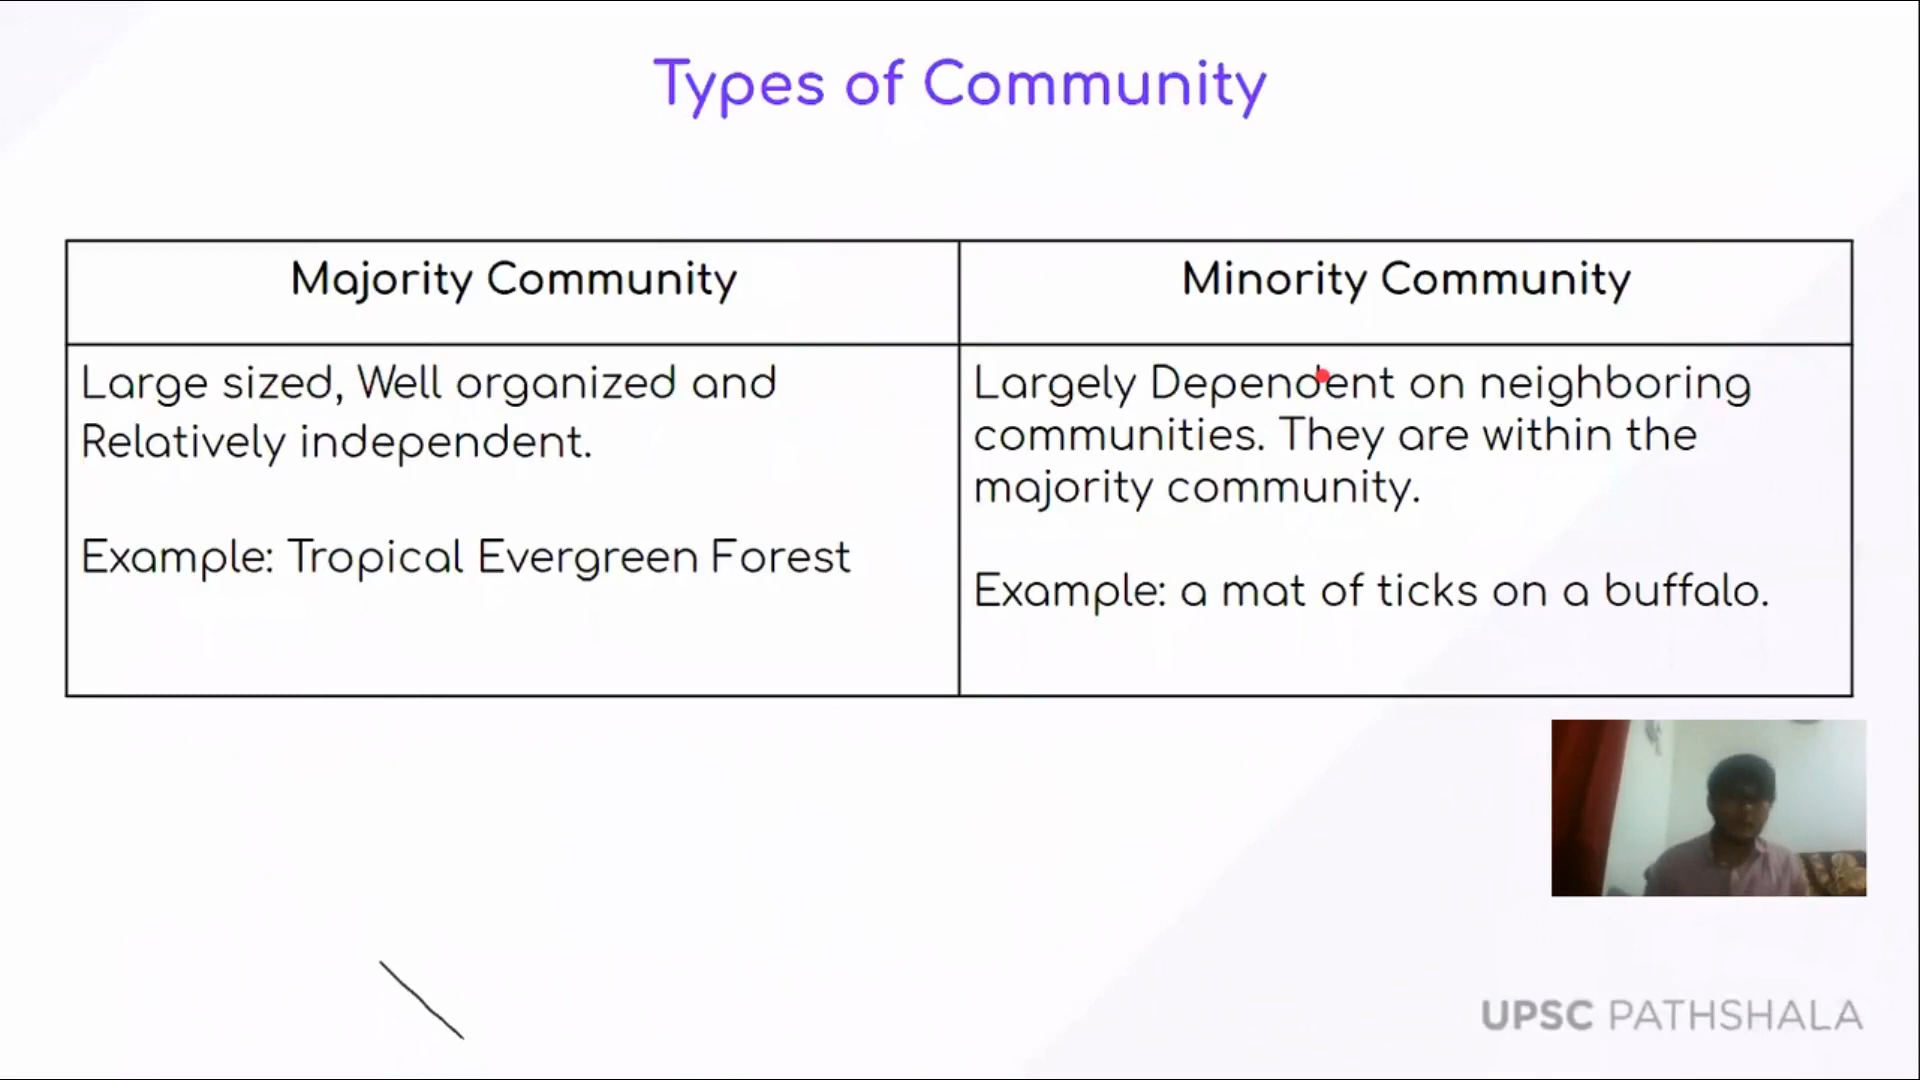 Types of Community
Majority Community
Minority Community
Large sized, Well organized and
Relatively independent.
Example: Tropical Evergreen Forest
Largely Dependent on neighboring
communities. They are within the
majority community.
Example: a mat of ticks on a buffalo.
UPSC PATHSHALA